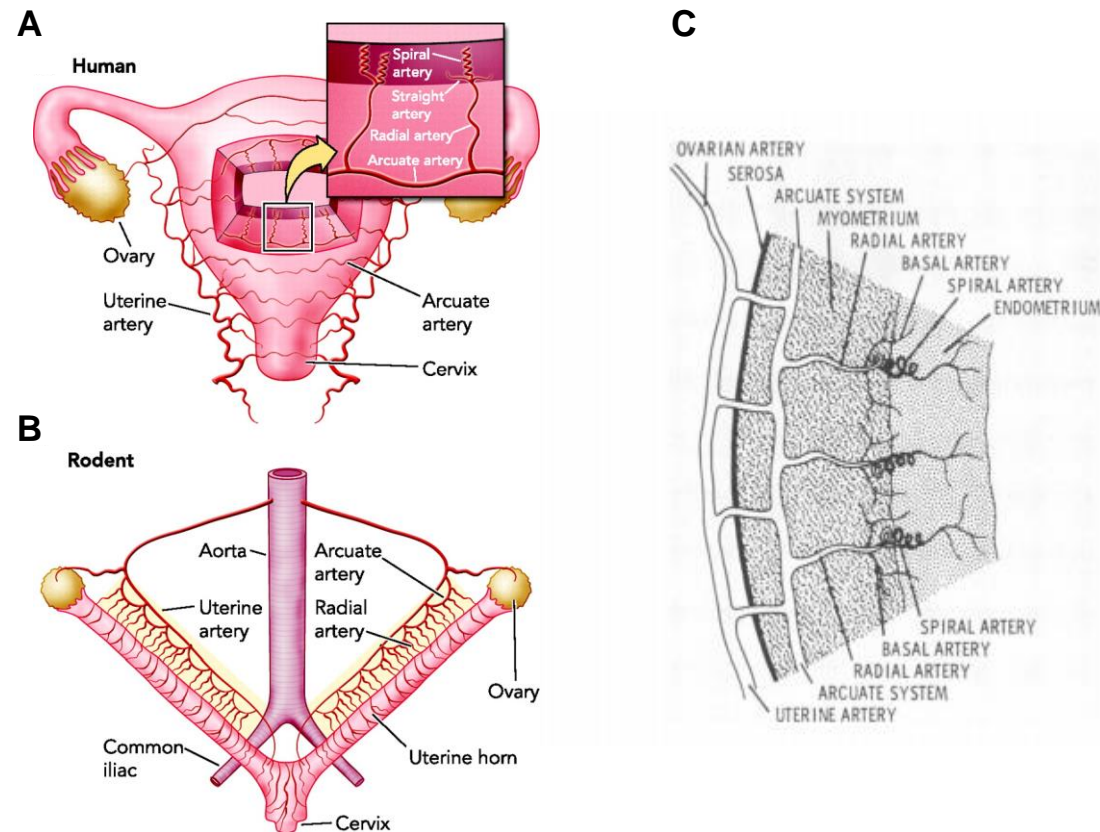 A
Human
Spiral
artery
Straight
artery
Radial artery
Arcuate artery
Ovary
Uterine
artery
Arcuate
artery
Cervix
B
Rodent
Aorta
Arcuate
artery
Uterine
artery
Radial
artery
Ovary
Common
iliac
Uterine horn
Cervix
C
OVARIAN ARTERY
SEROSA
ARCUATE SYSTEM
MYOMETRIUM
RADIAL ARTERY
BASAL ARTERY
SPIRAL ARTERY
ENDOMETRIUM
SPIRAL ARTERY
BASAL ARTERY
RADIAL ARTERY
ARCUATE SYSTEM
UTERINE ARTERY